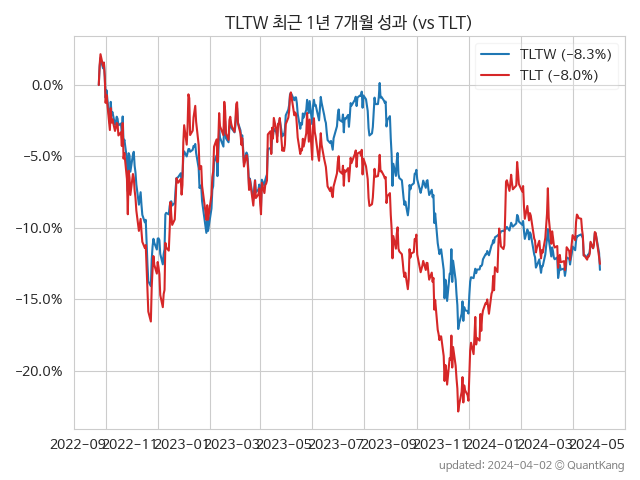 TLTW 최근 1년 7개월 성과 (vs TLT)
TLTW (−8.3%)
TLT (−8.0%)
0.0%
−5.0%
−10.0%
−15.0%
−20.0%
2022−09 2022−11 2023−01 2023−03 2023−05 2023−07 2023−09 2023−11 2024−01 2024−03 2024−05
updated: 2024−04−02 © QuantKang